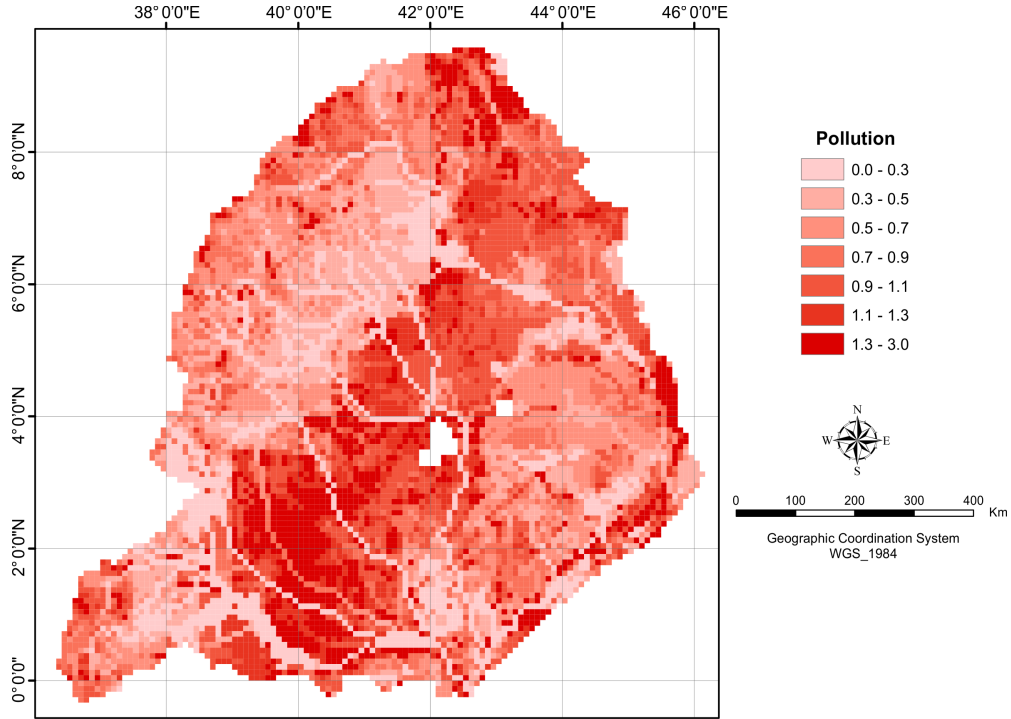 38°0'0"E 40°0'0"E 42°0'0"E 44°0'0"E 46°0'0"E
8°0'0"N
6°0'0"N
4°0'0"N
2°0'0"N
0°0'0"
Pollution
0.0 - 0.3
0.3 - 0.5
0.5 - 0.7
0.7 - 0.9
0.9 - 1.1
1.1 - 1.3
1.3 - 3.0
N
W E
S
0 100 200 300 400
Km
Geographic Coordination System
WGS_1984